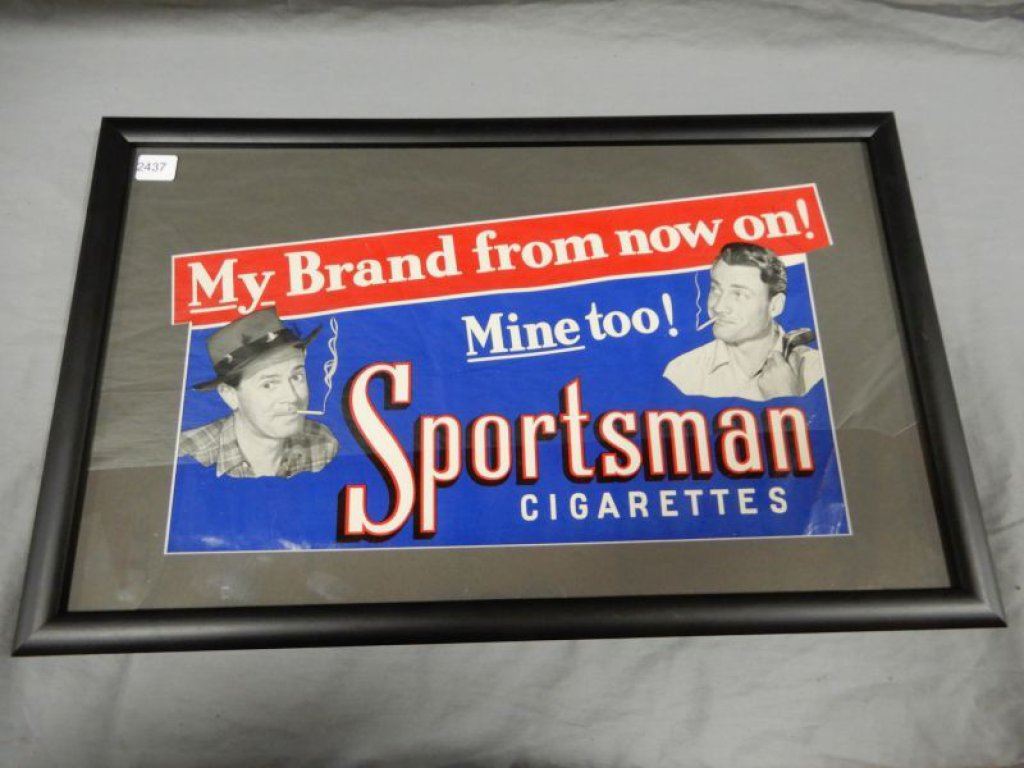 2437
My Brand from now on!
Mine too!
Sportsman
CIGARETTES